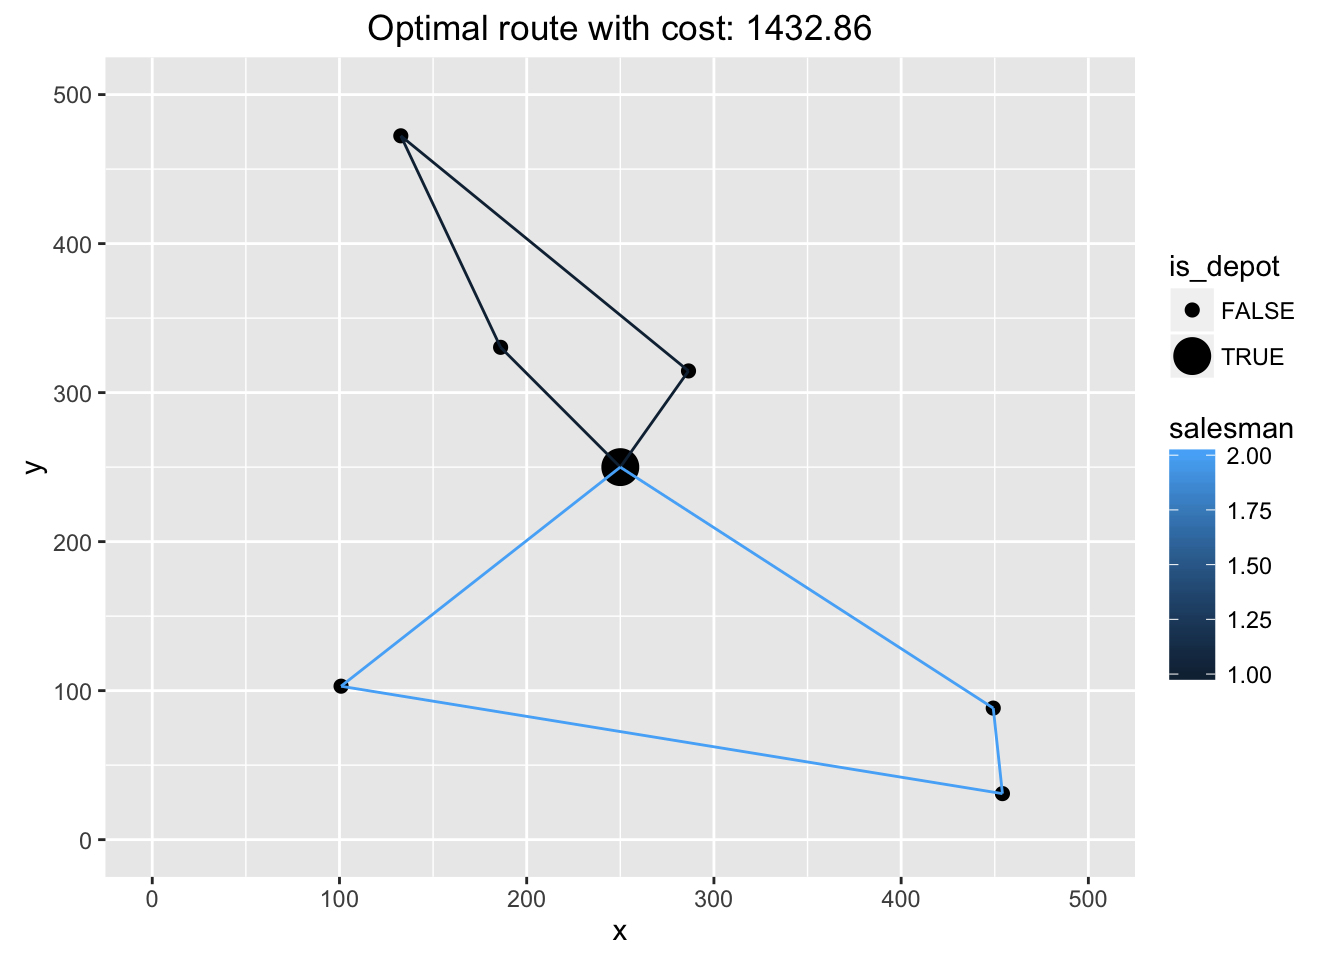 Optimal route with cost: 1432.86
500
400
300
200
100
0
y
0 100 200 300 400 500
x
is_depot
FALSE
TRUE
salesman
2.00
1.75
1.50
1.25
1.00